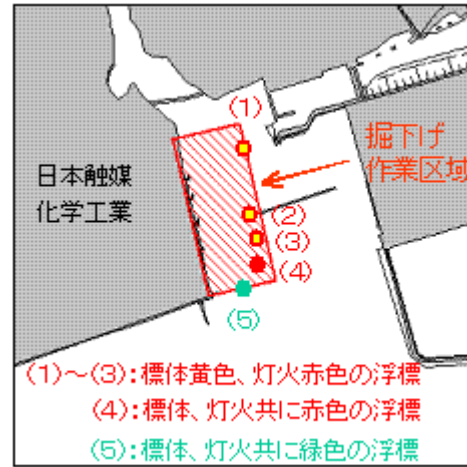 (1)
掘下げ
作業区域
日本触媒
化学工業
(2)
(3)
(4)
(5)
(1)～(3):標体黄色、灯火赤色の浮標
(4):標体、灯火共に赤色の浮標
(5):標体、灯火共に緑色の浮標